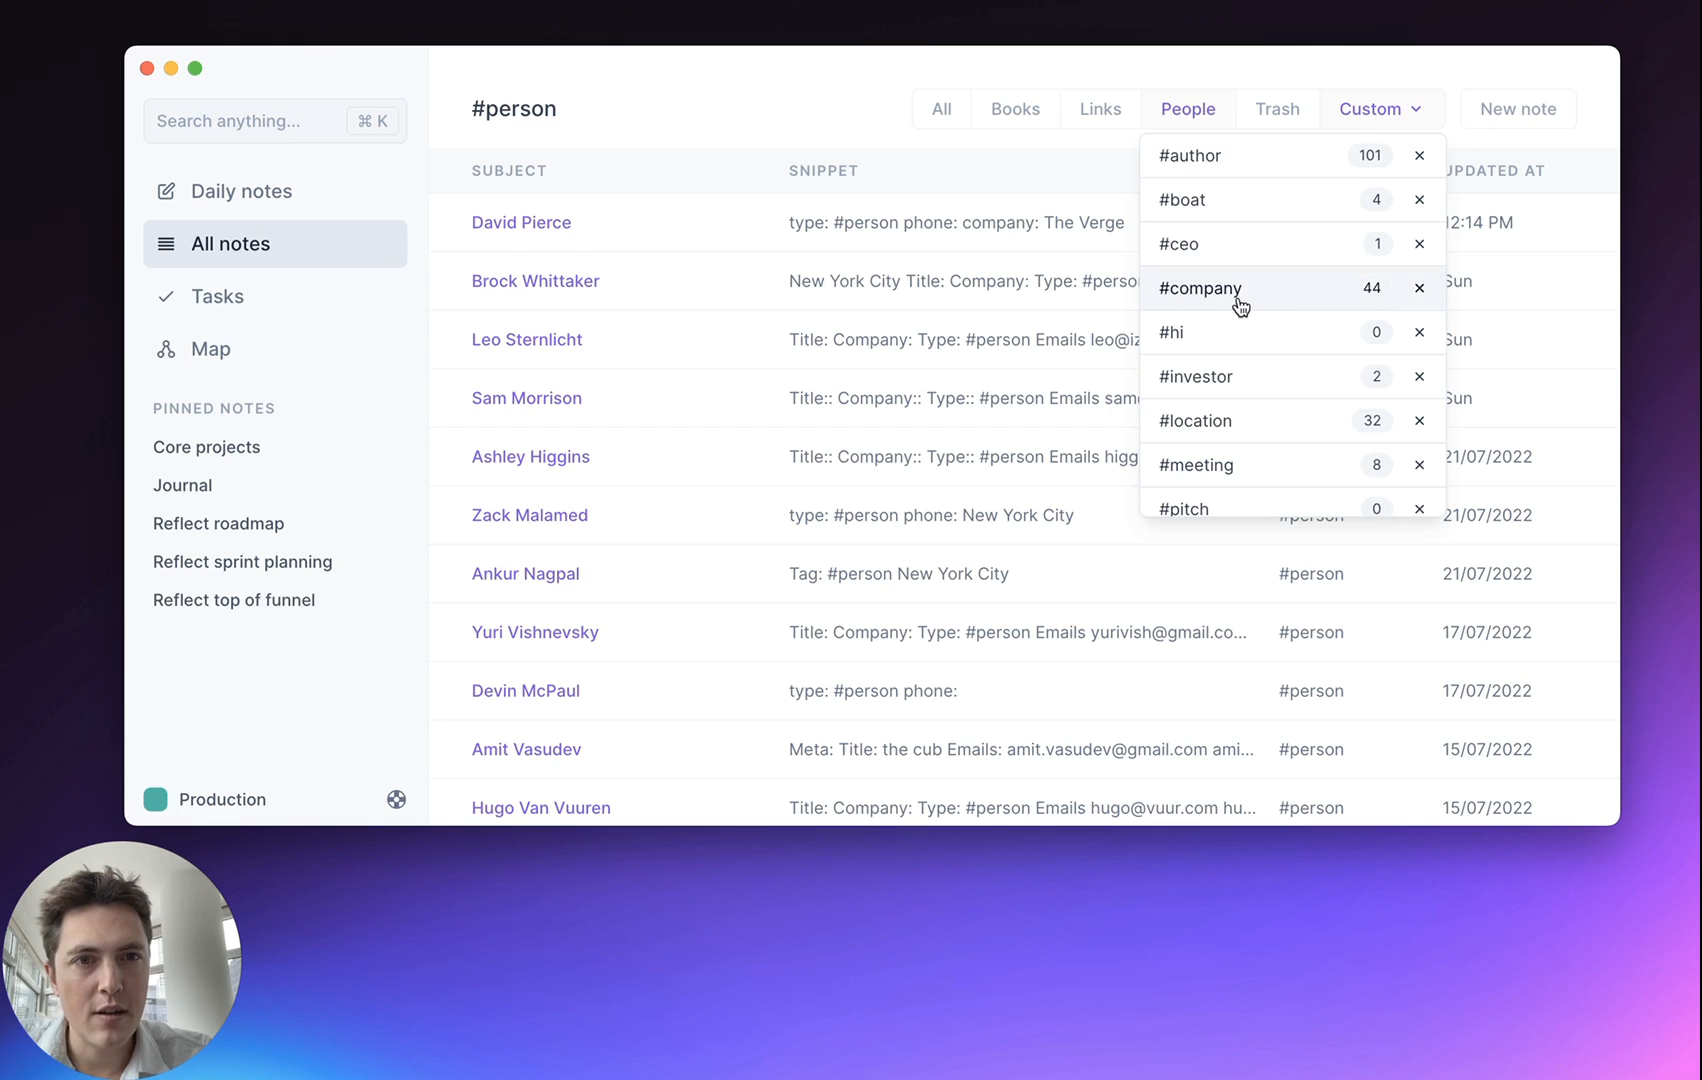 Search anything... ⌘ K
Daily notes
All notes
Tasks
Map
PINNED NOTES
Core projects
Journal
Reflect roadmap
Reflect sprint planning
Reflect top of funnel
Production
#person
All Books Links People Trash Custom New note
SUBJECT SNIPPET UPDATED AT
David Pierce type: #person phone: company: The Verge 12:14 PM
Brock Whittaker New York City Title: Company: Type: #perso Sun
Leo Sternlicht Title: Company: Type: #person Emails leo@iz Sun
Sam Morrison Title:: Company:: Type:: #person Emails sam Sun
Ashley Higgins Title:: Company:: Type:: #person Emails higg 21/07/2022
Zack Malamed type: #person phone: New York City #person 21/07/2022
Ankur Nagpal Tag: #person New York City #person 21/07/2022
Yuri Vishnevsky Title: Company: Type: #person Emails yurivish@gmail.co... #person 17/07/2022
Devin McPaul type: #person phone: #person 17/07/2022
Amit Vasudev Meta: Title: the cub Emails: amit.vasudev@gmail.com ami... #person 15/07/2022
Hugo Van Vuuren Title: Company: Type: #person Emails hugo@vuur.com hu... #person 15/07/2022
#author 101
#boat 4
#ceo 1
#company 44
#hi 0
#investor 2
#location 32
#meeting 8
#pitch 0